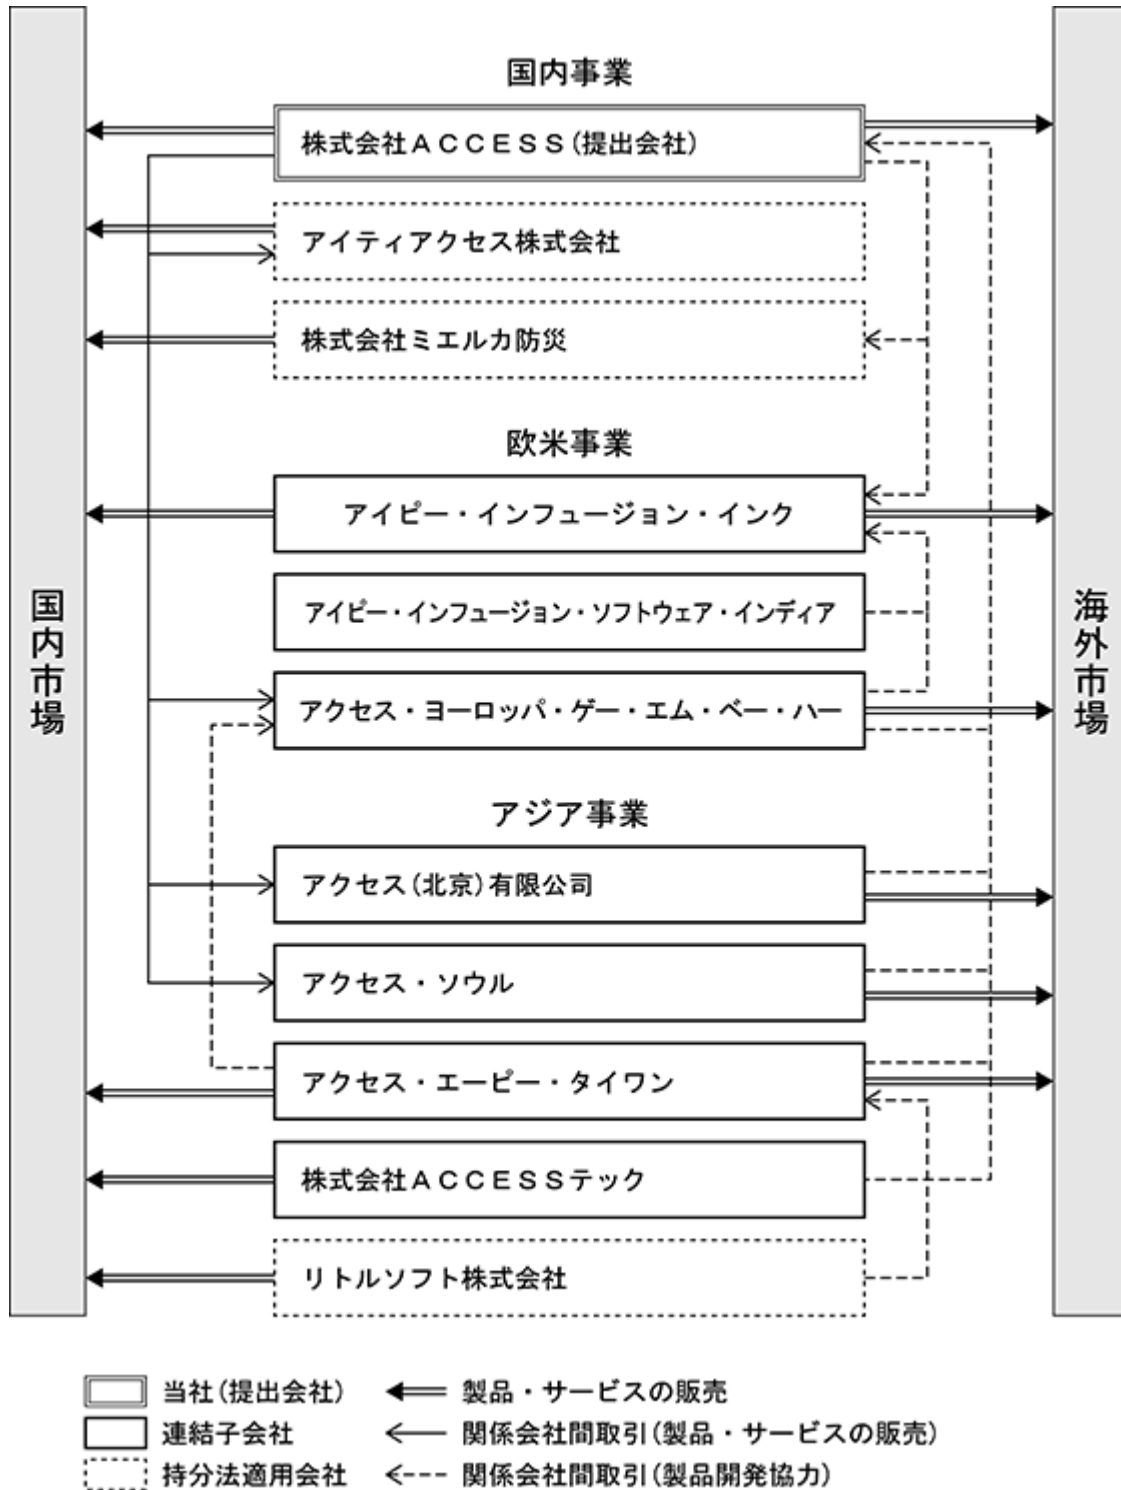 国内事業
株式会社ＡＣＣＥＳＳ(提出会社)
アイティアクセス株式会社
株式会社ミエルカ防災
欧米事業
アイピー・インフュージョン・インク
アイピー・インフュージョン・ソフトウェア・インディア
アクセス・ヨーロッパ・ゲー・エム・ベー・ハー
アジア事業
アクセス(北京)有限公司
アクセス・ソウル
アクセス・エーピー・タイワン
株式会社ＡＣＣＥＳＳテック
リトルソフト株式会社
国内市場
海外市場
当社(提出会社)
製品・サービスの販売
連結子会社
関係会社間取引(製品・サービスの販売)
持分法適用会社
関係会社間取引(製品開発協力)